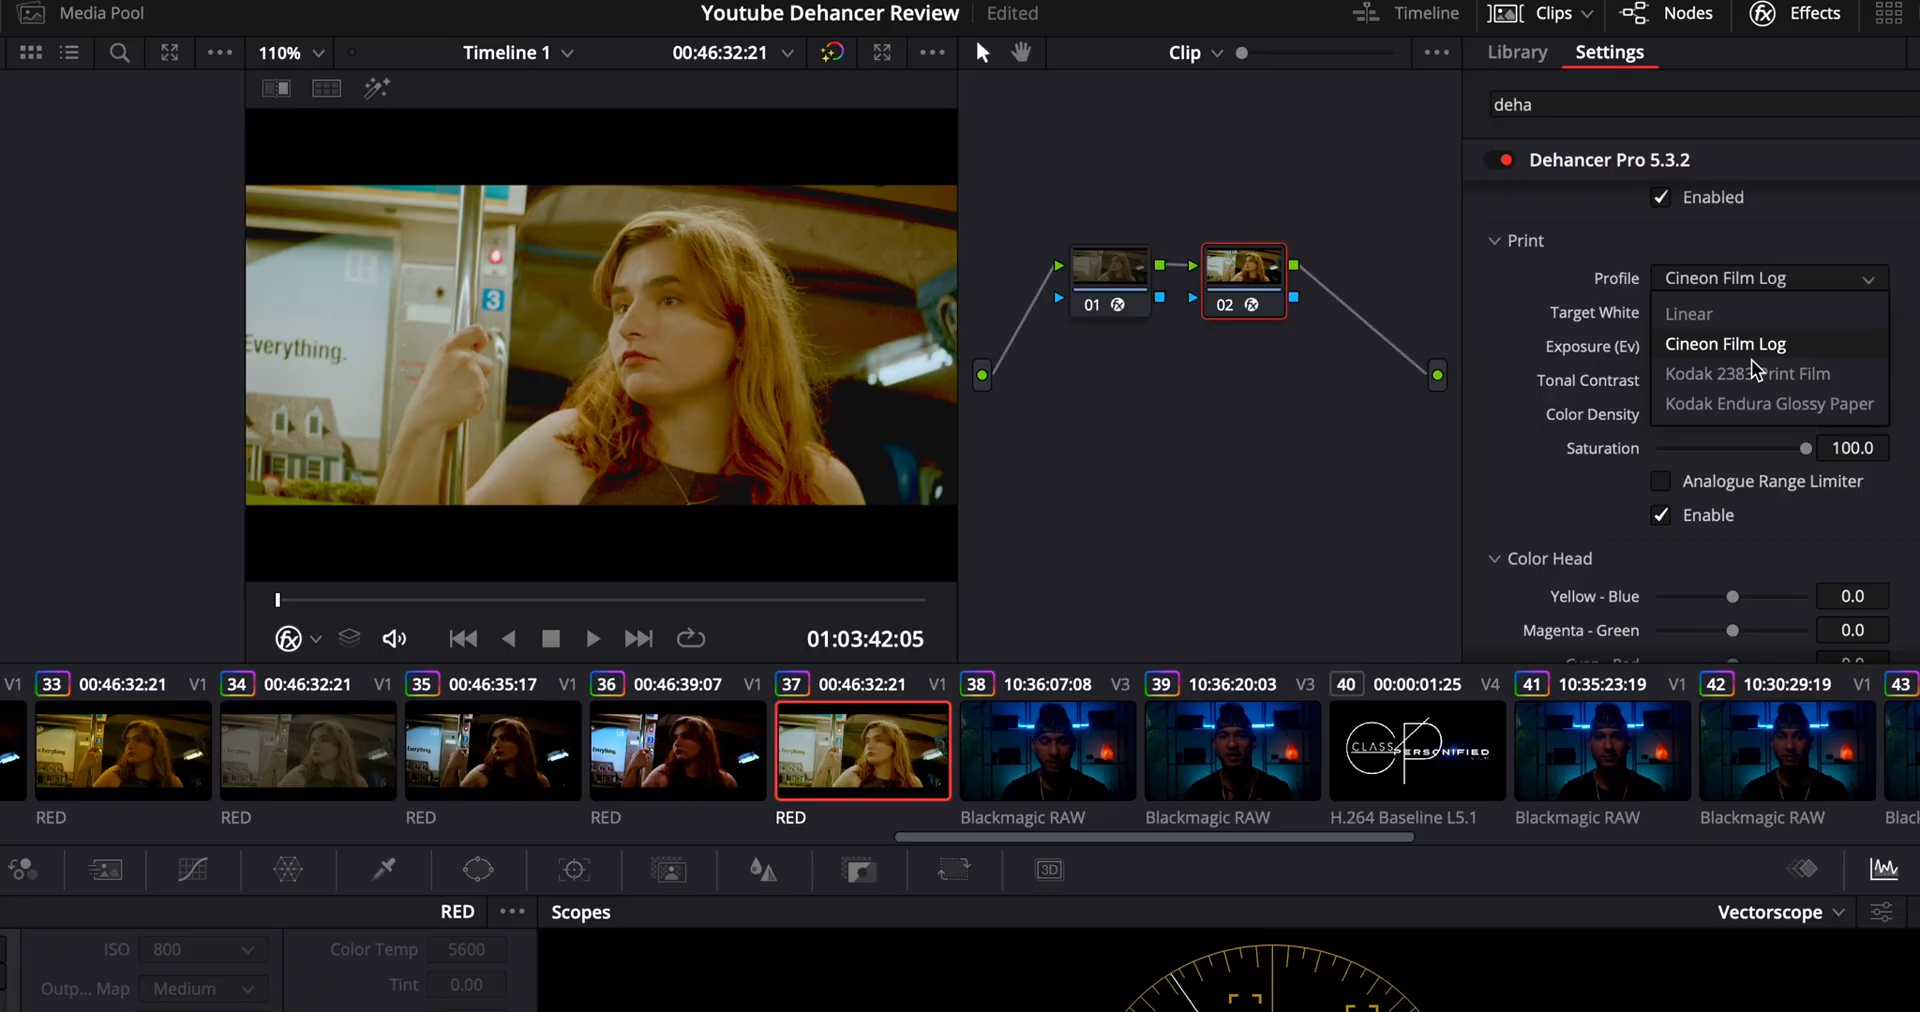 Media Pool
Youtube Dehancer Review
Edited
Timeline
Clips
Nodes
Effects
110%
Timeline 1
00:46:32:21
Clip
Library
Settings
deha
Dehancer Pro 5.3.2
Enabled
Print
Profile
Cineon Film Log
Target White
Linear
Exposure (Ev)
Cineon Film Log
Tonal Contrast
Kodak 2383 Print Film
Color Density
Kodak Endura Glossy Paper
Saturation
100.0
Analogue Range Limiter
Enable
Color Head
Yellow - Blue
0.0
Magenta - Green
0.0
Everything.
3
01
02
01:03:42:05
V1
33 00:46:32:21 V1
34 00:46:32:21 V1
35 00:46:35:17 V1
36 00:46:39:07 V1
37 00:46:32:21 V1
38 10:36:07:08 V3
39 10:36:20:03 V3
40 00:00:01:25 V4
41 10:35:23:19 V1
42 10:30:29:19 V1
43
CLASS PERSONIFIED
RED
RED
RED
RED
RED
Blackmagic RAW
Blackmagic RAW
H.264 Baseline L5.1
Blackmagic RAW
Blackmagic RAW
Blac
3D
RED
Scopes
Vectorscope
ISO
800
Color Temp
5600
Outp... Map
Medium
Tint
0.00